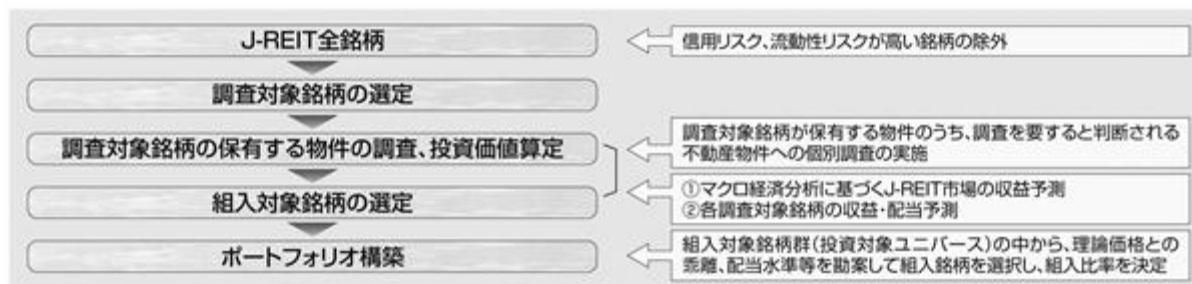 J-REIT全銘柄
信用リスク、流動性リスクが高い銘柄の除外
調査対象銘柄の選定
調査対象銘柄の保有する物件の調査、投資価値算定
調査対象銘柄が保有する物件のうち、調査を要すると判断される
不動産物件への個別調査の実施
組入対象銘柄の選定
①マクロ経済分析に基づくJ-REIT市場の収益予測
②各調査対象銘柄の収益・配当予測
ポートフォリオ構築
組入対象銘柄群(投資対象ユニバース)の中から、理論価格との
乖離、配当水準等を勘案して組入銘柄を選択し、組入比率を決定